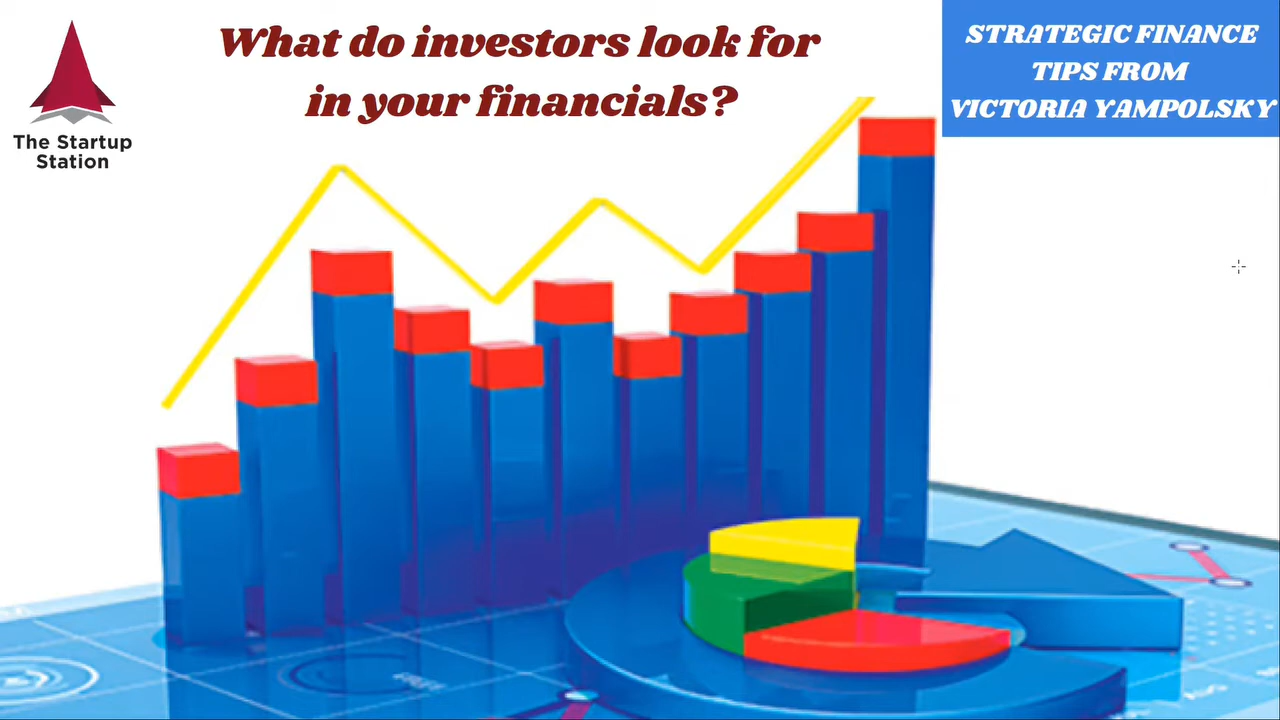 The Startup
Station
What do investors look for
in your financials?
STRATEGIC FINANCE
TIPS FROM
VICTORIA YAMPOLSKY